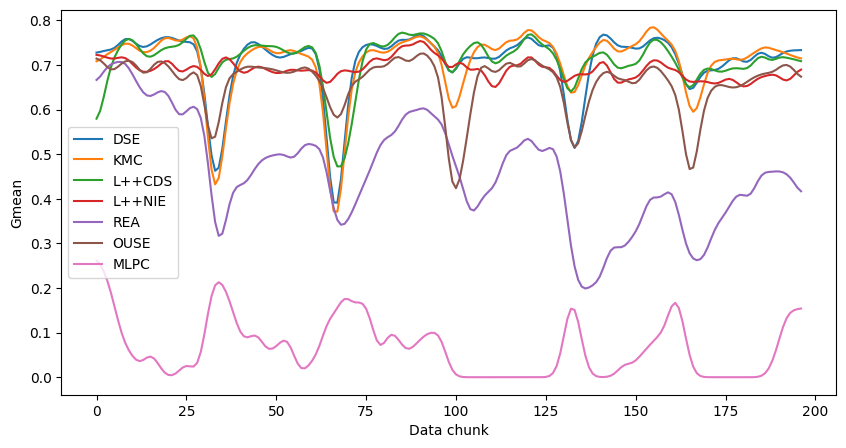 0.8
0.7
0.6
0.5
0.4
0.3
0.2
0.1
0.0
Gmean
DSE
KMC
L++CDS
L++NIE
REA
OUSE
MLPC
0 25 50 75 100 125 150 175 200
Data chunk